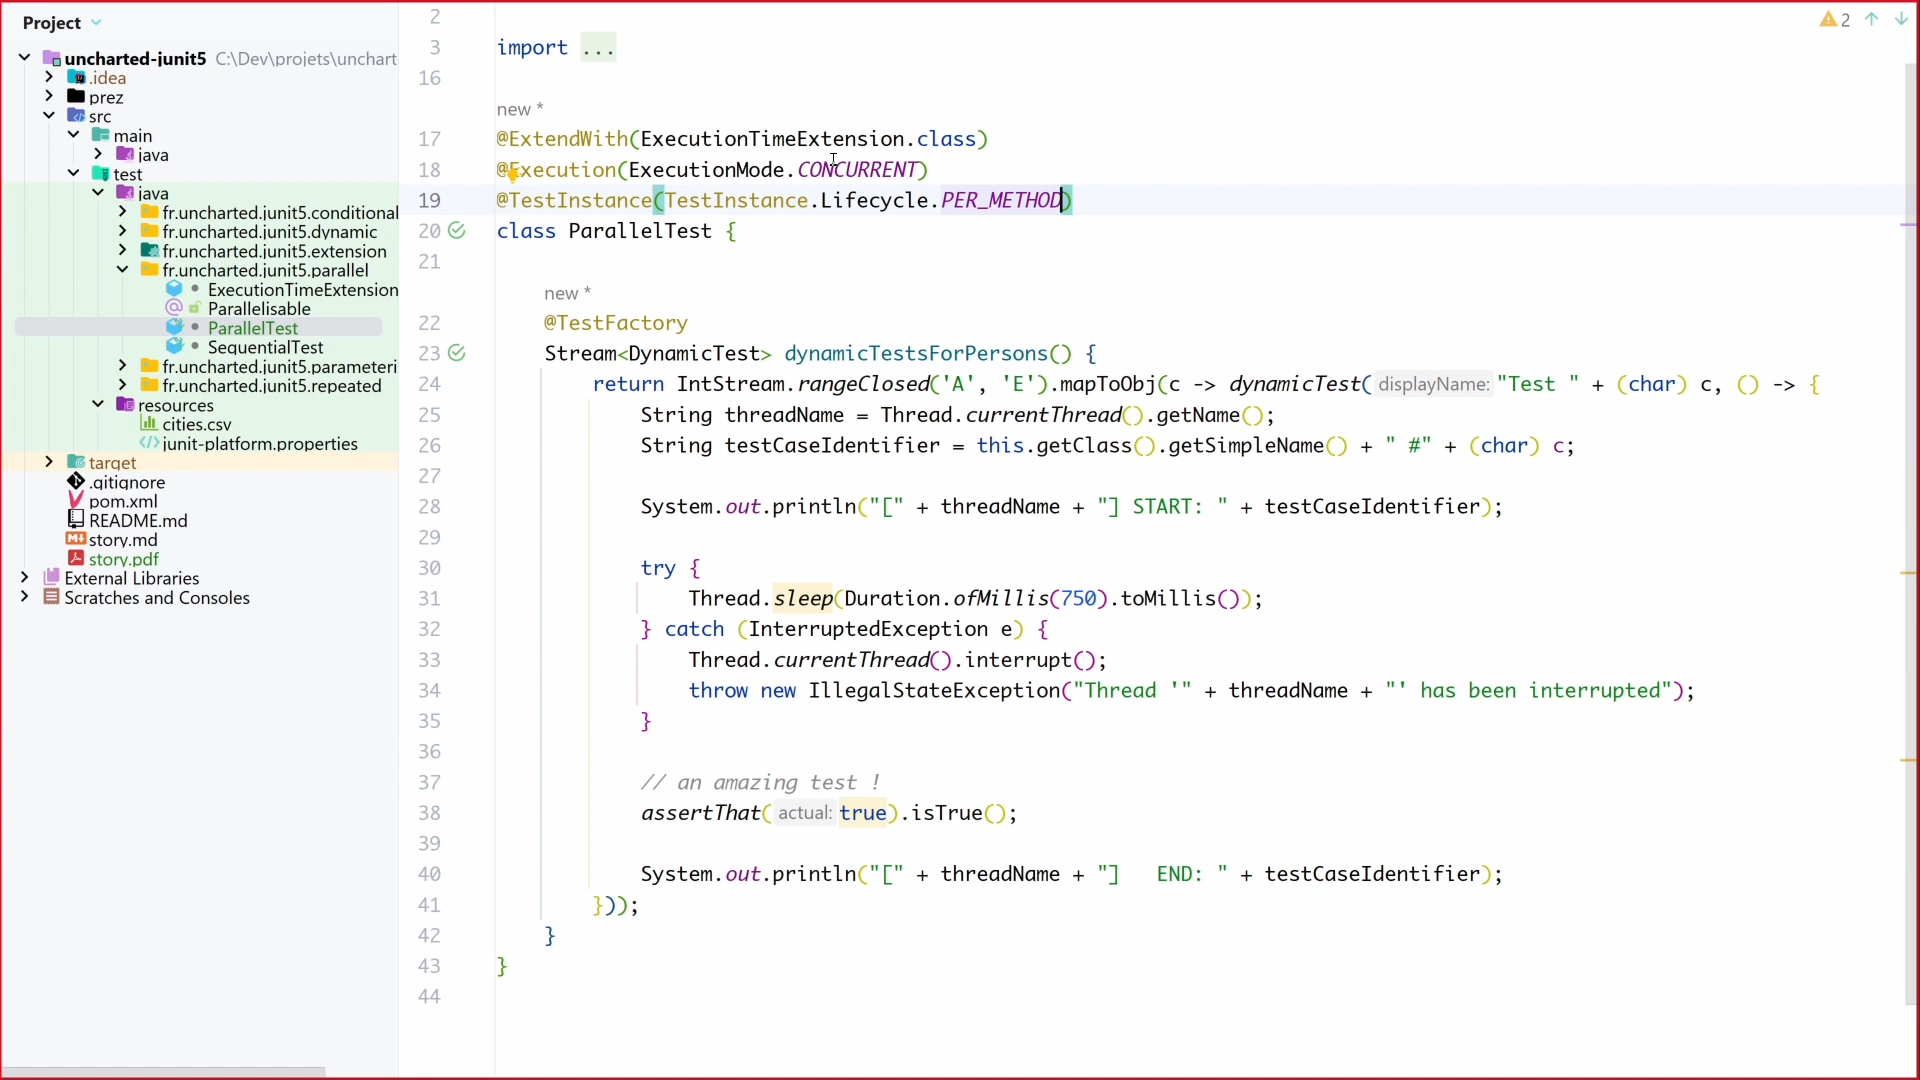 Project
uncharted-junit5 C:\Dev\projets\unchart
.idea
prez
src
main
java
test
java
fr.uncharted.junit5.conditional
fr.uncharted.junit5.dynamic
fr.uncharted.junit5.extension
fr.uncharted.junit5.parallel
ExecutionTimeExtension
Parallelisable
ParallelTest
SequentialTest
fr.uncharted.junit5.parameteri
fr.uncharted.junit5.repeated
resources
cities.csv
junit-platform.properties
target
.gitignore
pom.xml
README.md
story.md
story.pdf
External Libraries
Scratches and Consoles
2
2
3 import ...
16
new *
17 @ExtendWith(ExecutionTimeExtension.class)
18 @Execution(ExecutionMode.CONCURRENT)
19 @TestInstance(TestInstance.Lifecycle.PER_METHOD)
20 class ParallelTest {
21
new *
22 @TestFactory
23 Stream<DynamicTest> dynamicTestsForPersons() {
24 return IntStream.rangeClosed('A', 'E').mapToObj(c -> dynamicTest( displayName: "Test " + (char) c, () -> {
25 String threadName = Thread.currentThread().getName();
26 String testCaseIdentifier = this.getClass().getSimpleName() + " #" + (char) c;
27
28 System.out.println("[" + threadName + "] START: " + testCaseIdentifier);
29
30 try {
31 Thread.sleep(Duration.ofMillis(750).toMillis());
32 } catch (InterruptedException e) {
33 Thread.currentThread().interrupt();
34 throw new IllegalStateException("Thread '" + threadName + "' has been interrupted");
35 }
36
37 // an amazing test !
38 assertThat( actual: true).isTrue();
39
40 System.out.println("[" + threadName + "]   END: " + testCaseIdentifier);
41 }));
42 }
43 }
44